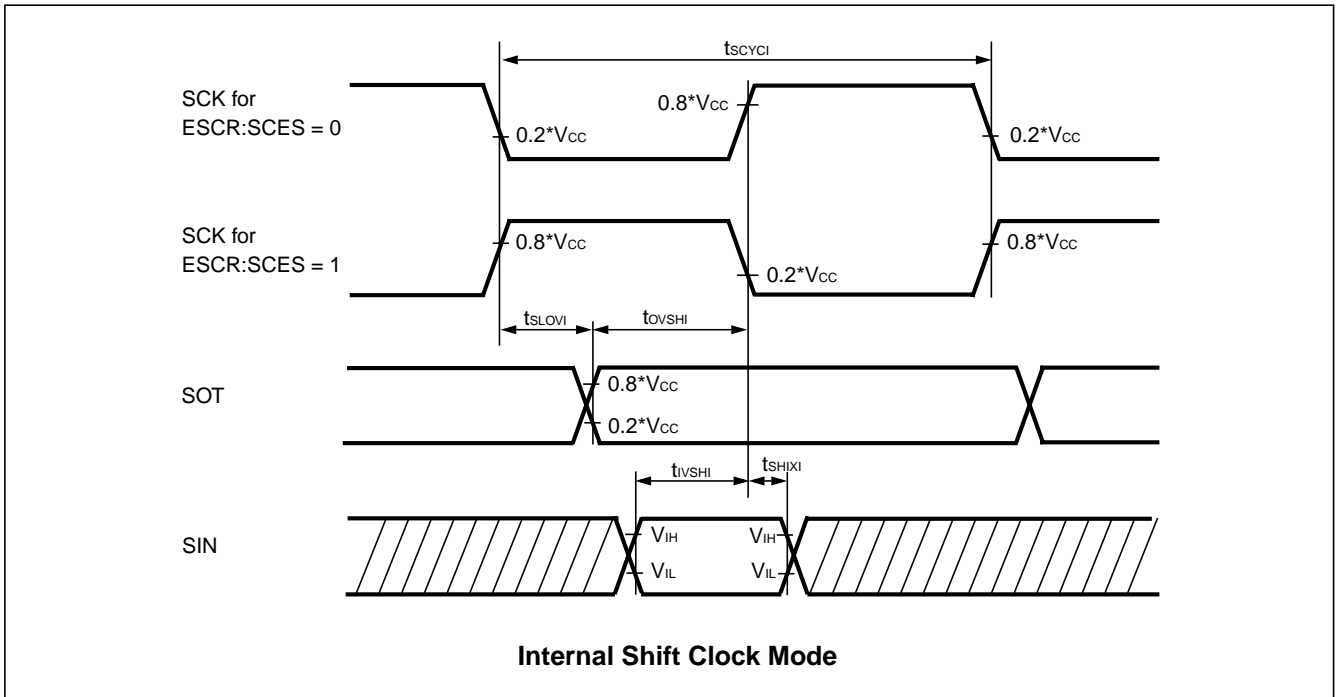 tSCYCI
SCK for
ESCR:SCES = 0
0.8*VCC
0.2*VCC
0.2*VCC
SCK for
ESCR:SCES = 1
0.8*VCC
0.8*VCC
0.2*VCC
tSLOVI
tOVSHI
SOT
0.8*VCC
0.2*VCC
tIVSHI
tSHIXI
SIN
VIH
VIH
VIL
VIL
Internal Shift Clock Mode